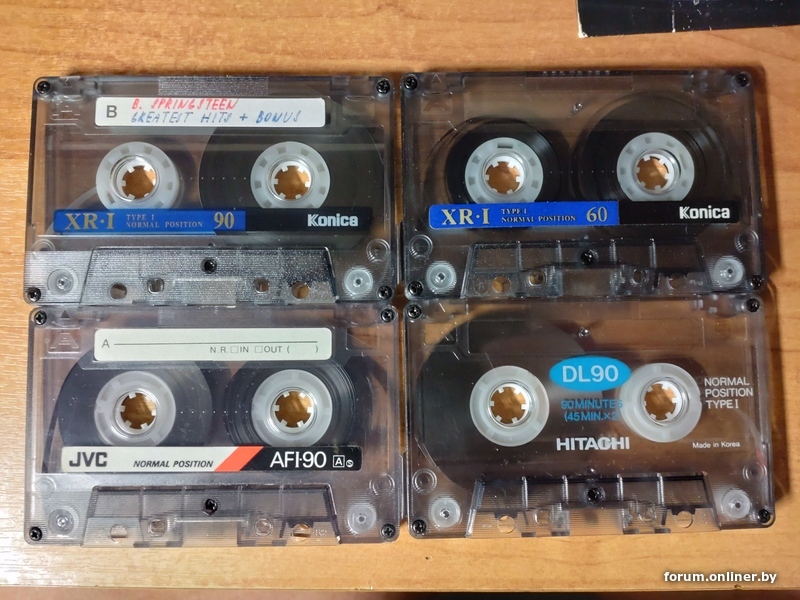 B
B. SPRINGSTEEN
GREATEST HITS + BONUS
XR·I TYPE I NORMAL POSITION 90 Konica
XR·I TYPE I NORMAL POSITION 60 Konica
A
N.R. □IN □OUT ( )
JVC NORMAL POSITION AFI·90 A
DL90
90 MINUTES
(45 MIN.×2
HITACHI
NORMAL
POSITION
TYPE I
Made in Korea
forum.onliner.by